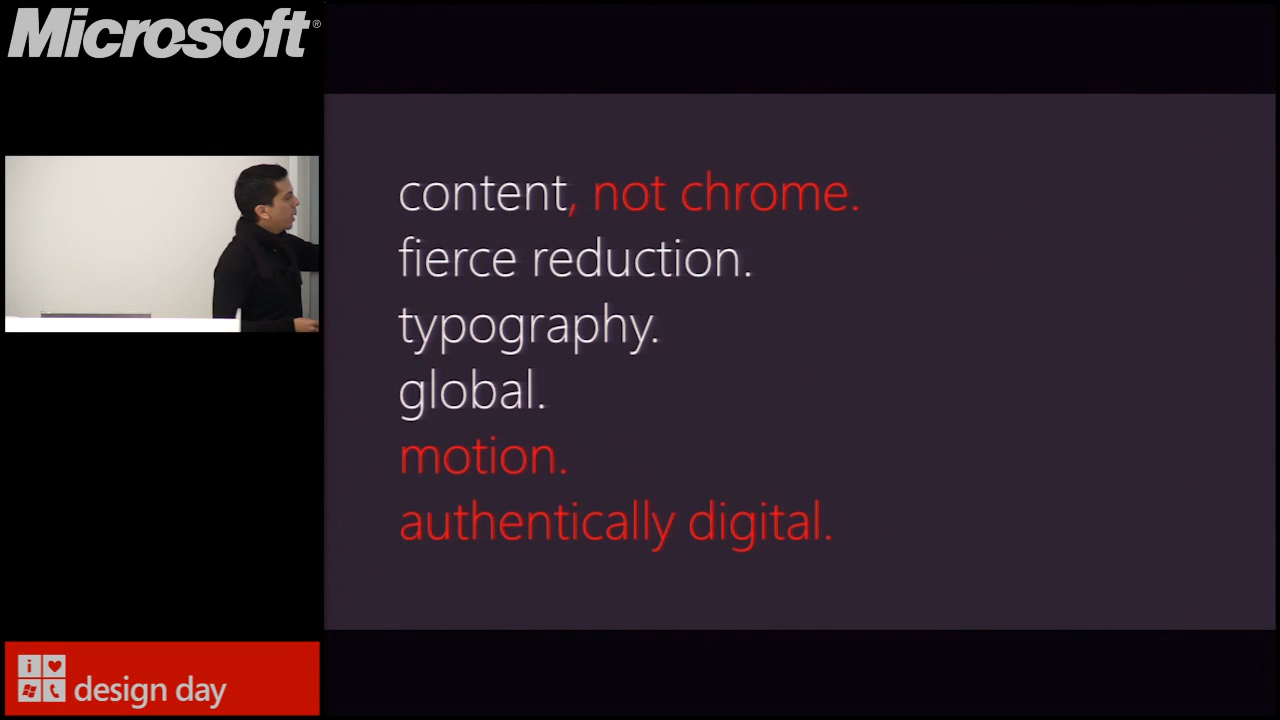 Microsoft®
content, not chrome.
fierce reduction.
typography.
global.
motion.
authentically digital.
i
design day